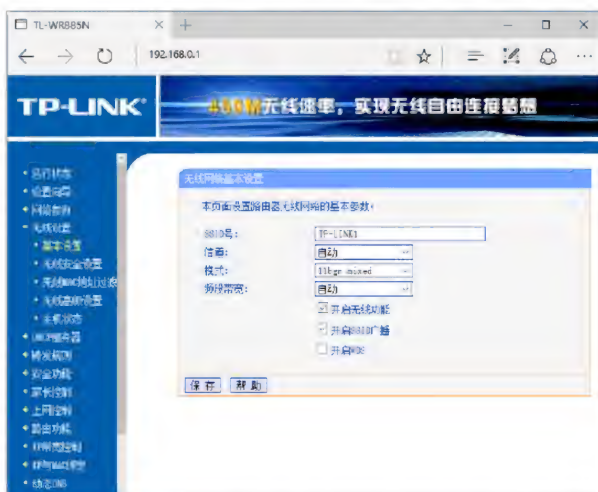 TL-WR885N
192.168.0.1
TP-LINK
450M无线速率，实现无线自由连接梦想
• 运行状态
• 设置向导
• 网络参数
• 无线设置
• 基本设置
• 无线安全设置
• 无线MAC地址过滤
• 无线高级设置
• 主机状态
• DHCP服务器
• 转发规则
• 安全功能
• 家长控制
• 上网控制
• 路由功能
• IP带宽控制
• IP与MAC绑定
• 动态DNS
无线网络基本设置
本页面设置路由器无线网络的基本参数。
SSID号：
TP-LINK1
信道：
自动
模式：
11bgn mixed
频段带宽：
自动
开启无线功能
开启SSID广播
开启WDS
保存 帮助